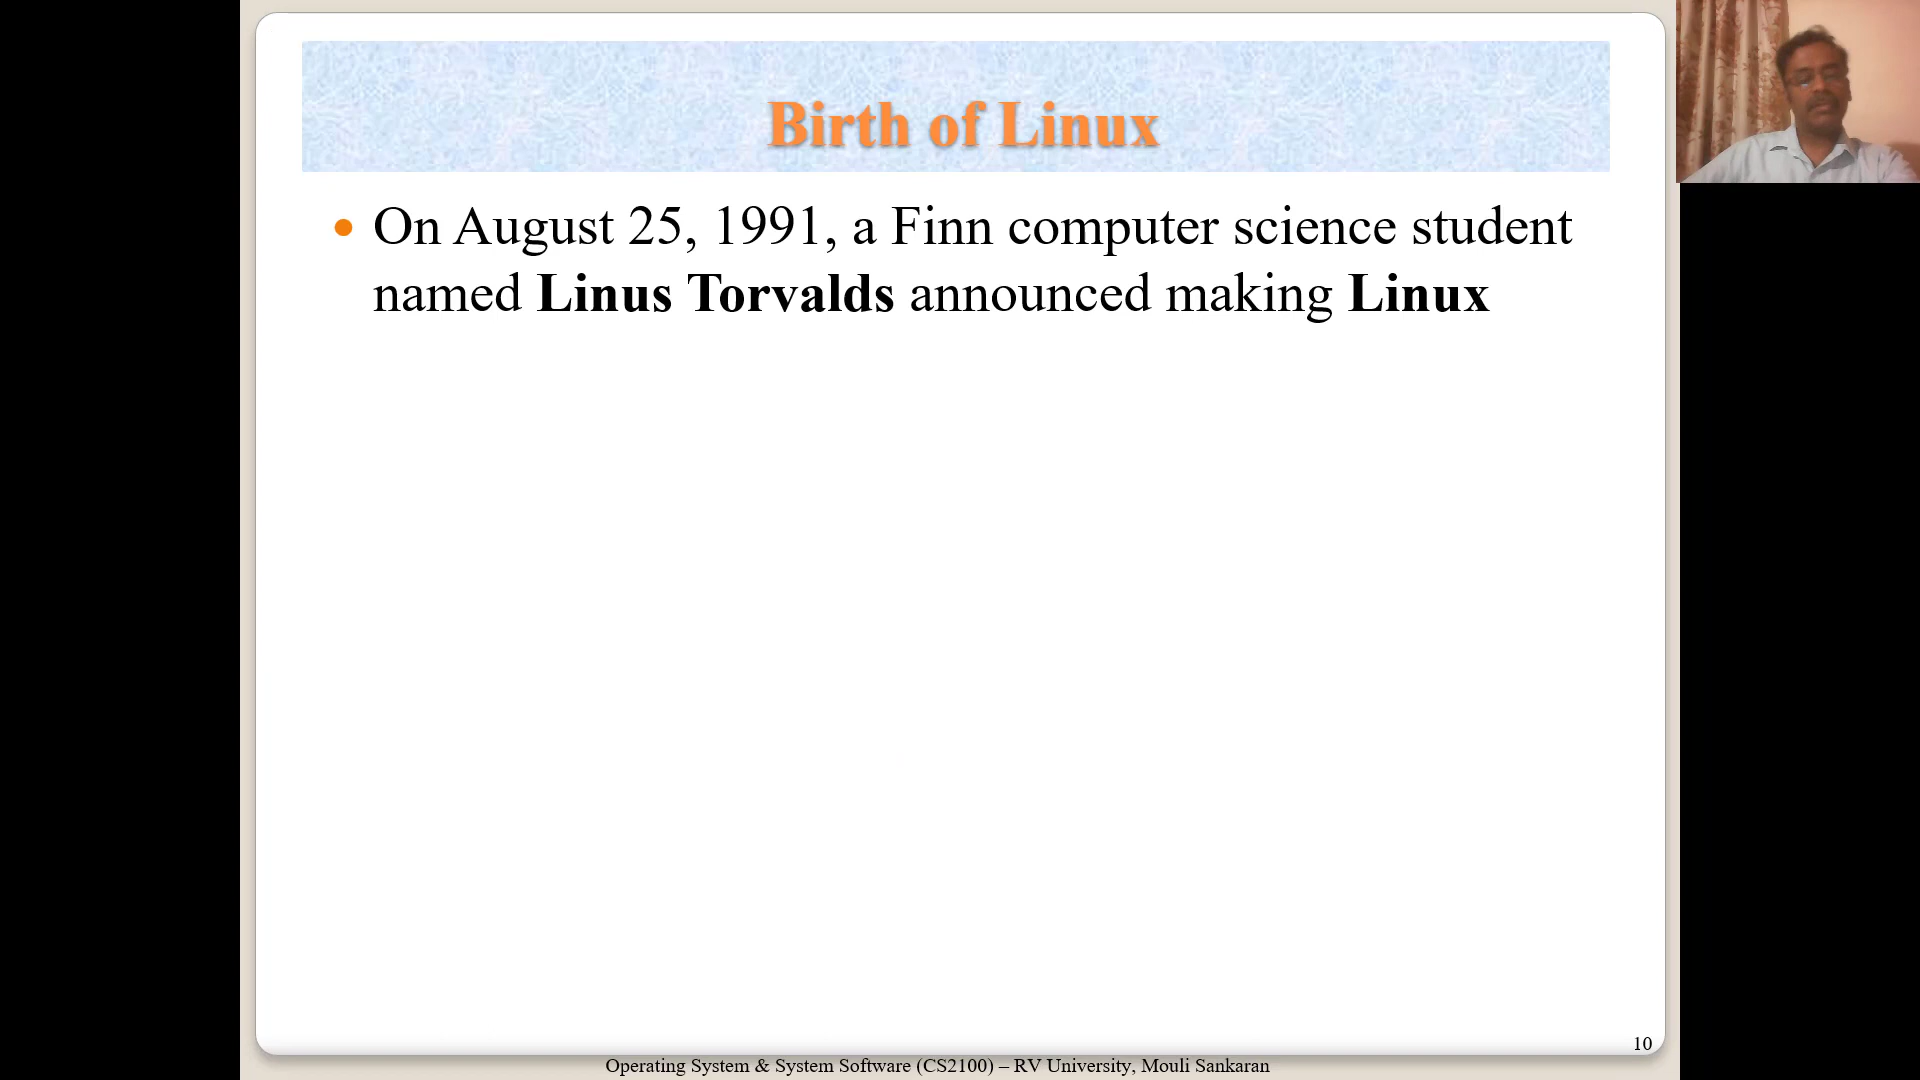 Birth of Linux
• On August 25, 1991, a Finn computer science student
named Linus Torvalds announced making Linux
10
Operating System & System Software (CS2100) – RV University, Mouli Sankaran